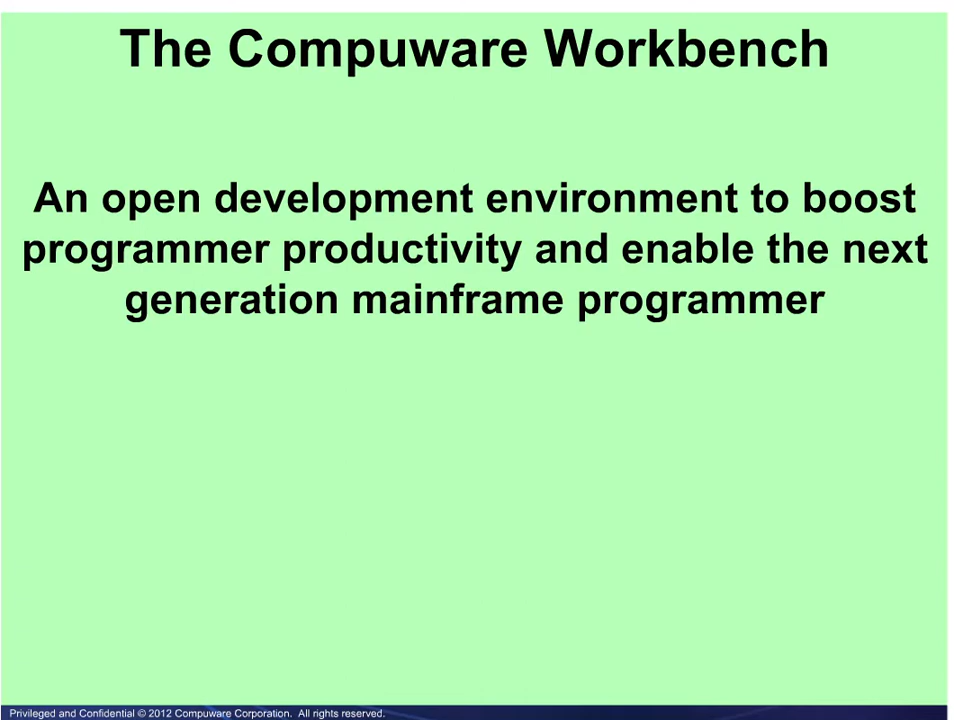 The Compuware Workbench
An open development environment to boost
programmer productivity and enable the next
generation mainframe programmer
Privileged and Confidential © 2012 Compuware Corporation. All rights reserved.